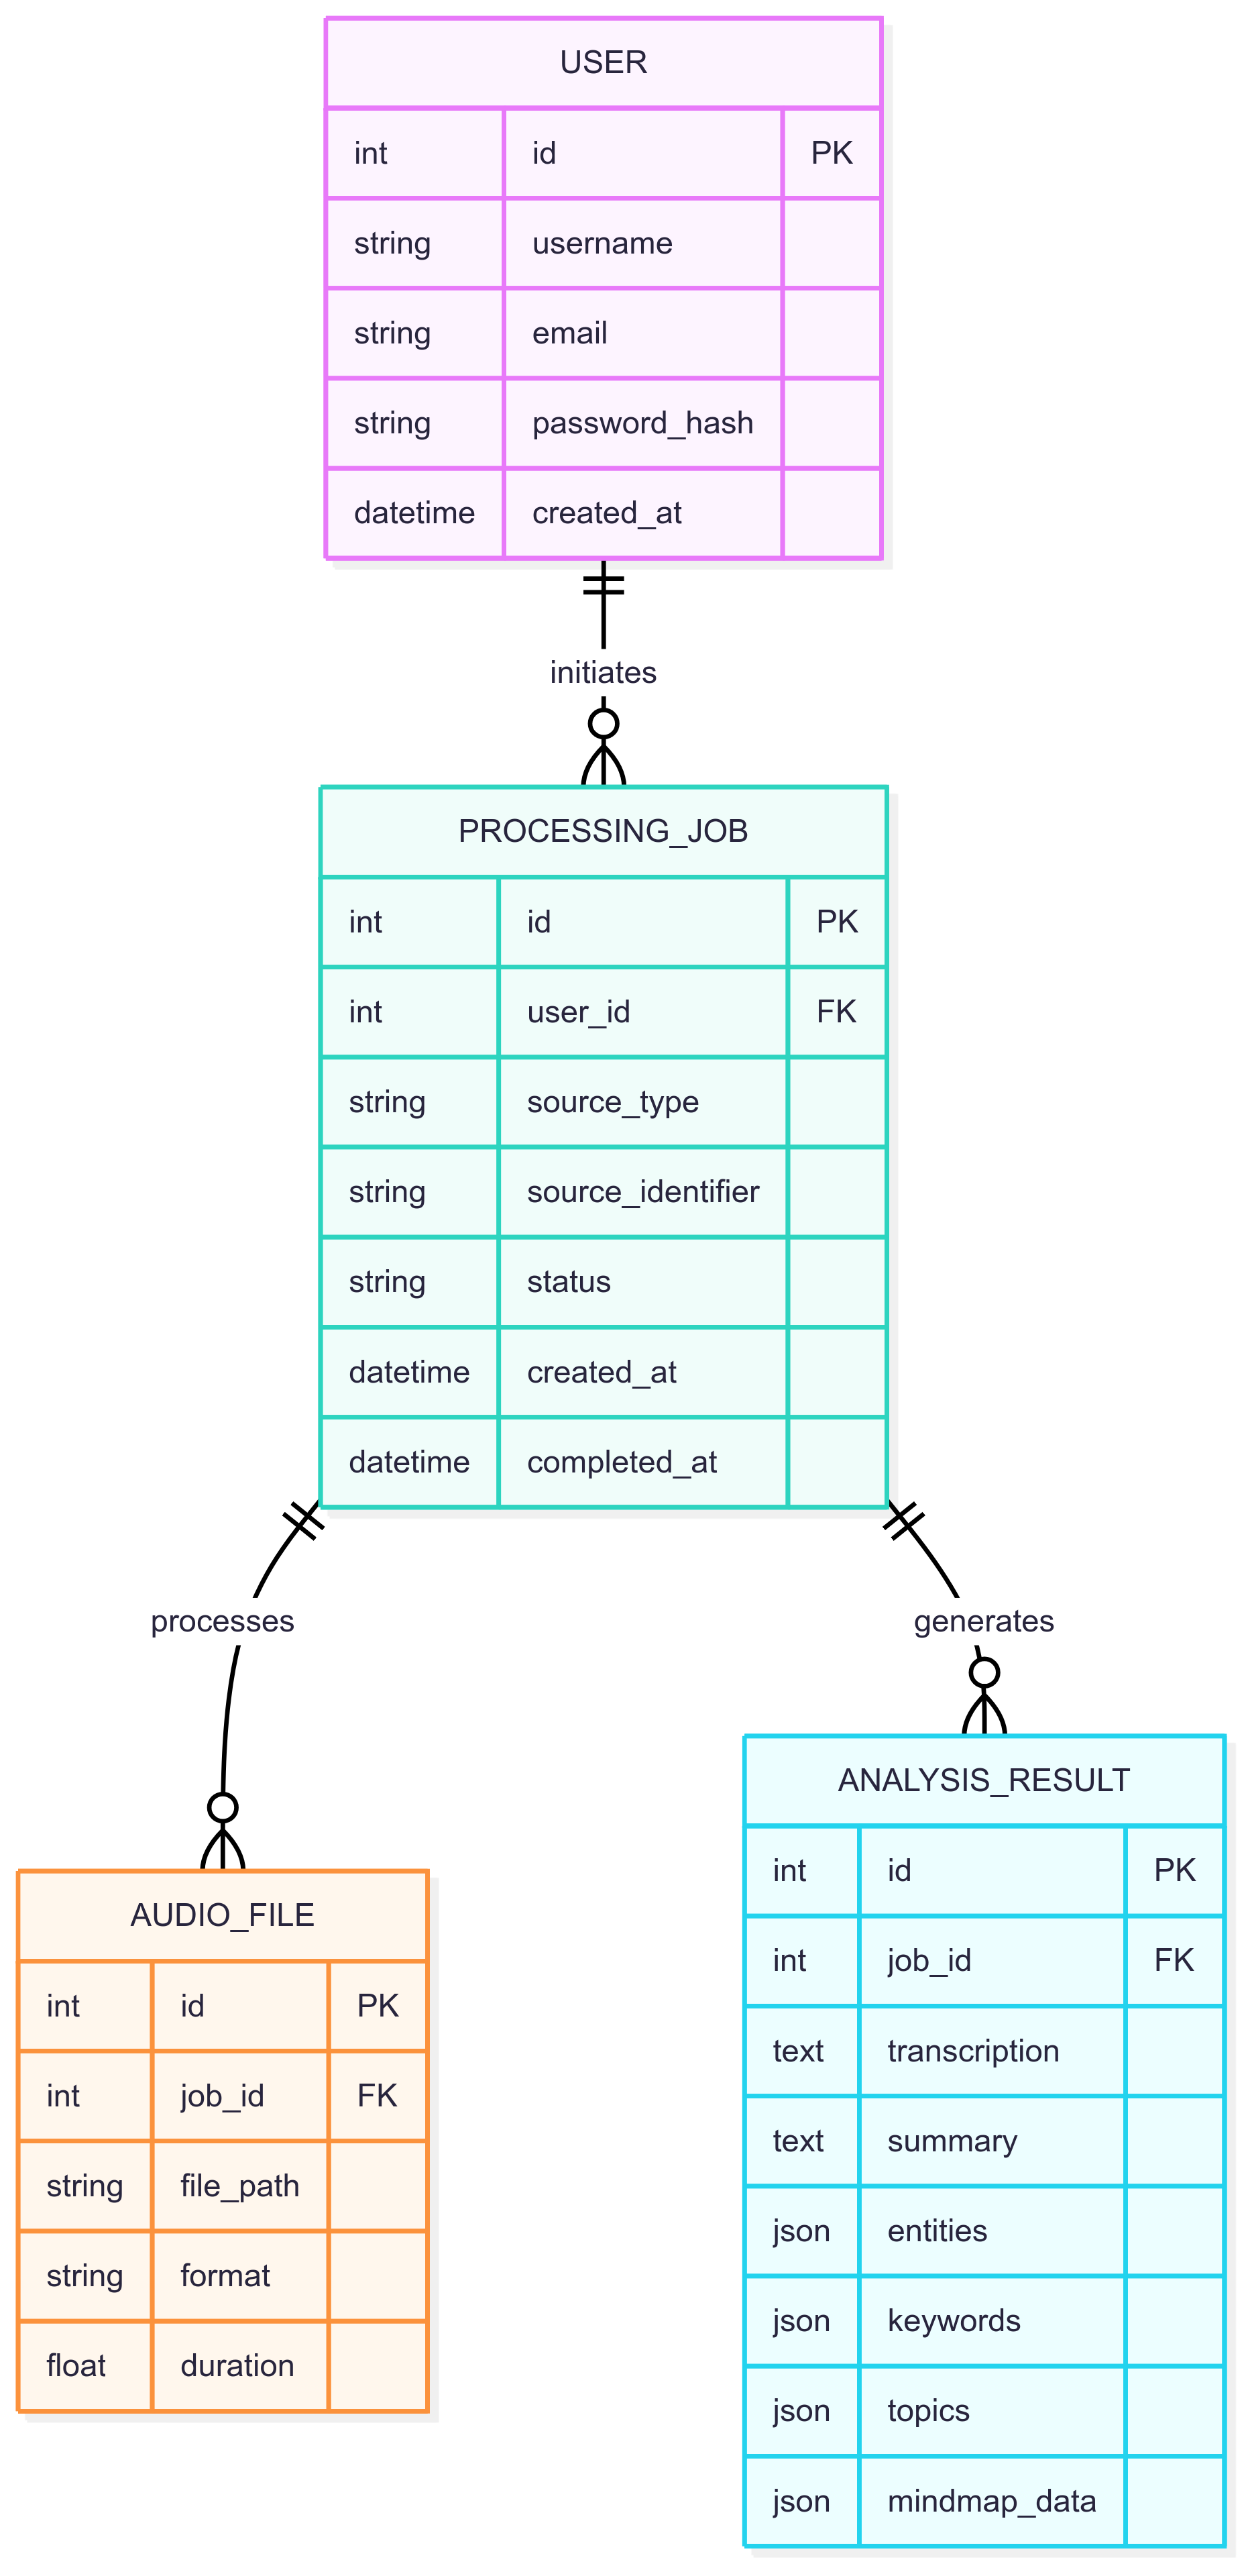 USER
int id PK
string username
string email
string password_hash
datetime created_at
initiates
PROCESSING_JOB
int id PK
int user_id FK
string source_type
string source_identifier
string status
datetime created_at
datetime completed_at
processes
generates
AUDIO_FILE
int id PK
int job_id FK
string file_path
string format
float duration
ANALYSIS_RESULT
int id PK
int job_id FK
text transcription
text summary
json entities
json keywords
json topics
json mindmap_data